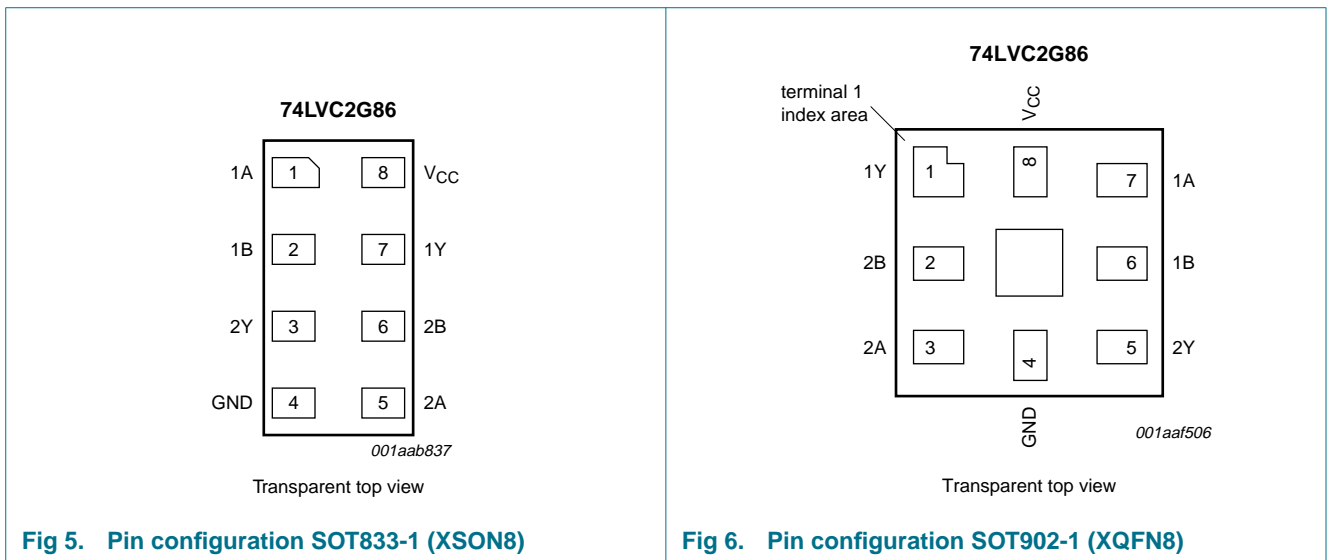 74LVC2G86
1A 1 8 VCC
1B 2 7 1Y
2Y 3 6 2B
GND 4 5 2A
001aab837
Transparent top view
Fig 5. Pin configuration SOT833-1 (XSON8)
74LVC2G86
terminal 1
index area
VCC
1Y 1 8 7 1A
2B 2 6 1B
2A 3 4 5 2Y
GND
001aaf506
Transparent top view
Fig 6. Pin configuration SOT902-1 (XQFN8)